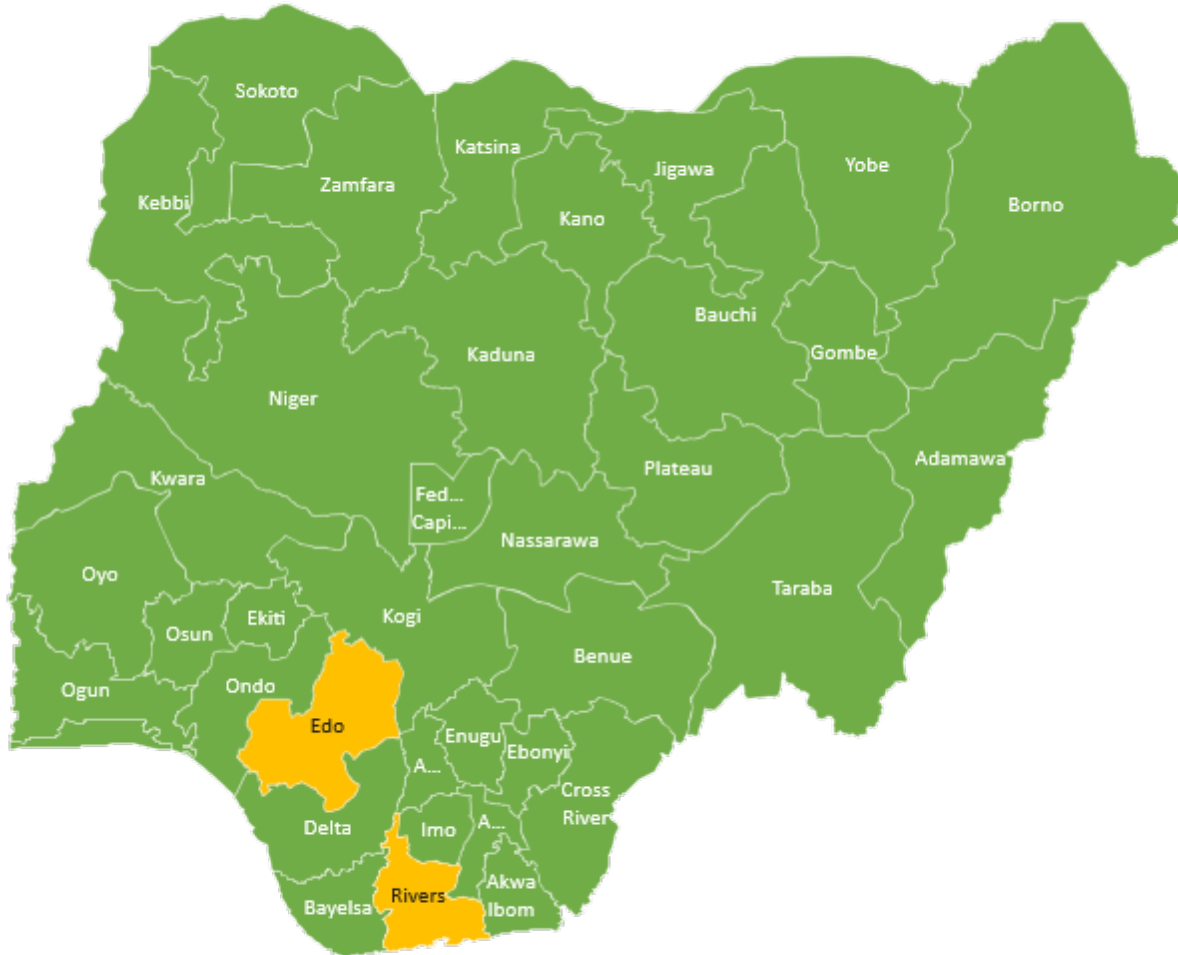 Sokoto
Katsina
Jigawa
Yobe
Zamfara
Kebbi
Kano
Borno
Bauchi
Kaduna
Gombe
Niger
Adamawa
Plateau
Kwara
Fed...
Capi...
Nassarawa
Oyo
Taraba
Kogi
Ekiti
Osun
Benue
Ondo
Ogun
Edo
Enugu
Ebonyi
A...
Cross
River
Delta
Imo
A...
Akwa
Ibom
Rivers
Bayelsa